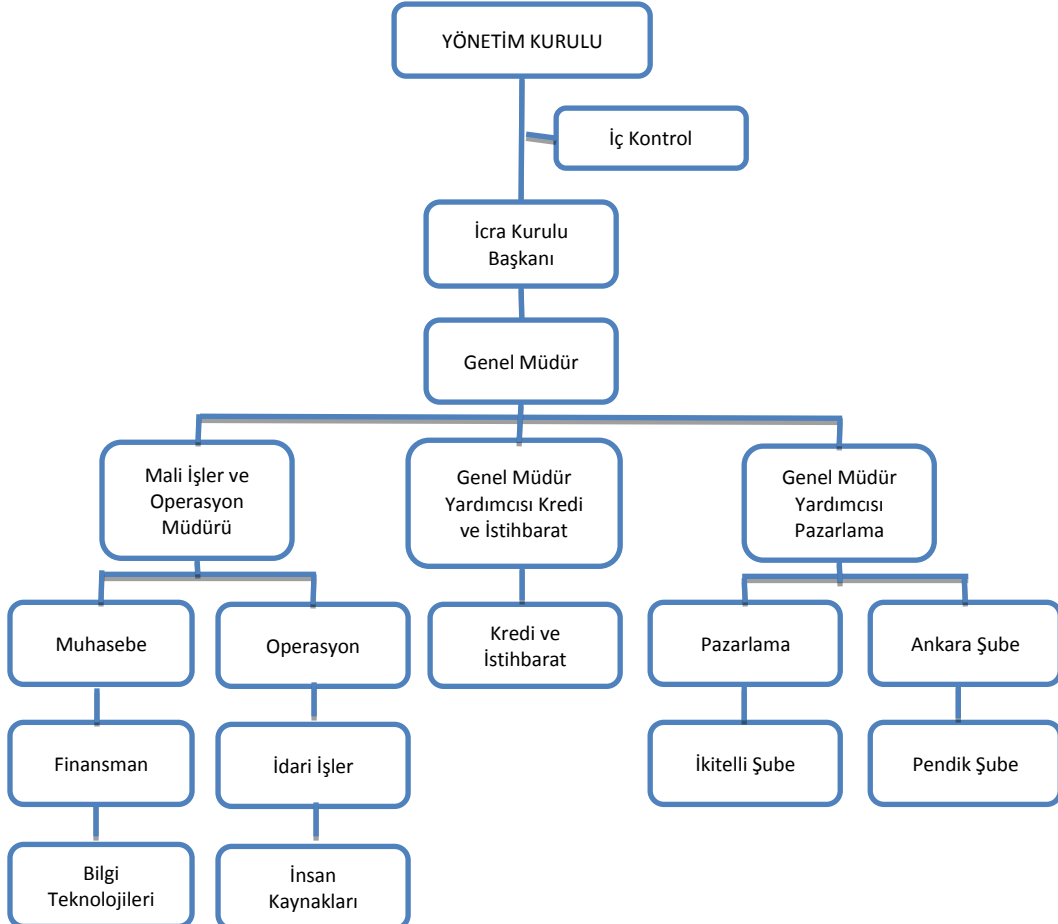 YÖNETİM KURULU
İç Kontrol
İcra Kurulu
Başkanı
Genel Müdür
Mali İşler ve
Operasyon
Müdürü
Genel Müdür
Yardımcısı Kredi
ve İstihbarat
Genel Müdür
Yardımcısı
Pazarlama
Muhasebe
Operasyon
Kredi ve
İstihbarat
Pazarlama
Ankara Şube
Finansman
İdari İşler
İkitelli Şube
Pendik Şube
Bilgi
Teknolojileri
İnsan
Kaynakları